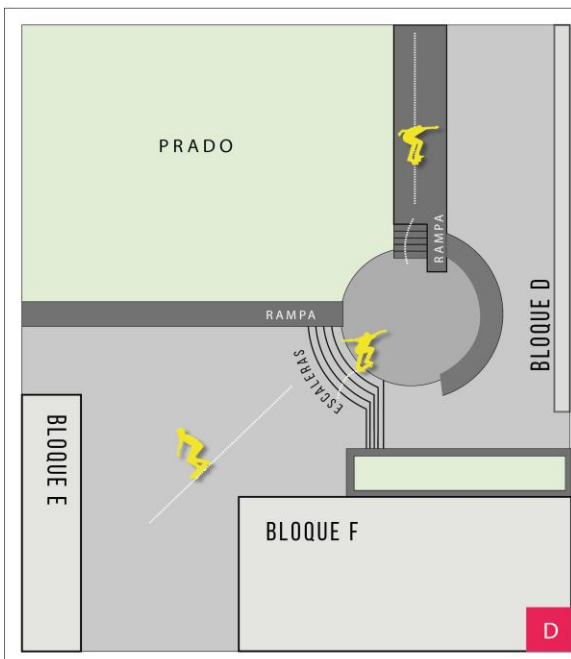 PRADO
RAMPA
RAMPA
ESCALERAS
BLOQUE D
BLOQUE E
BLOQUE F
D